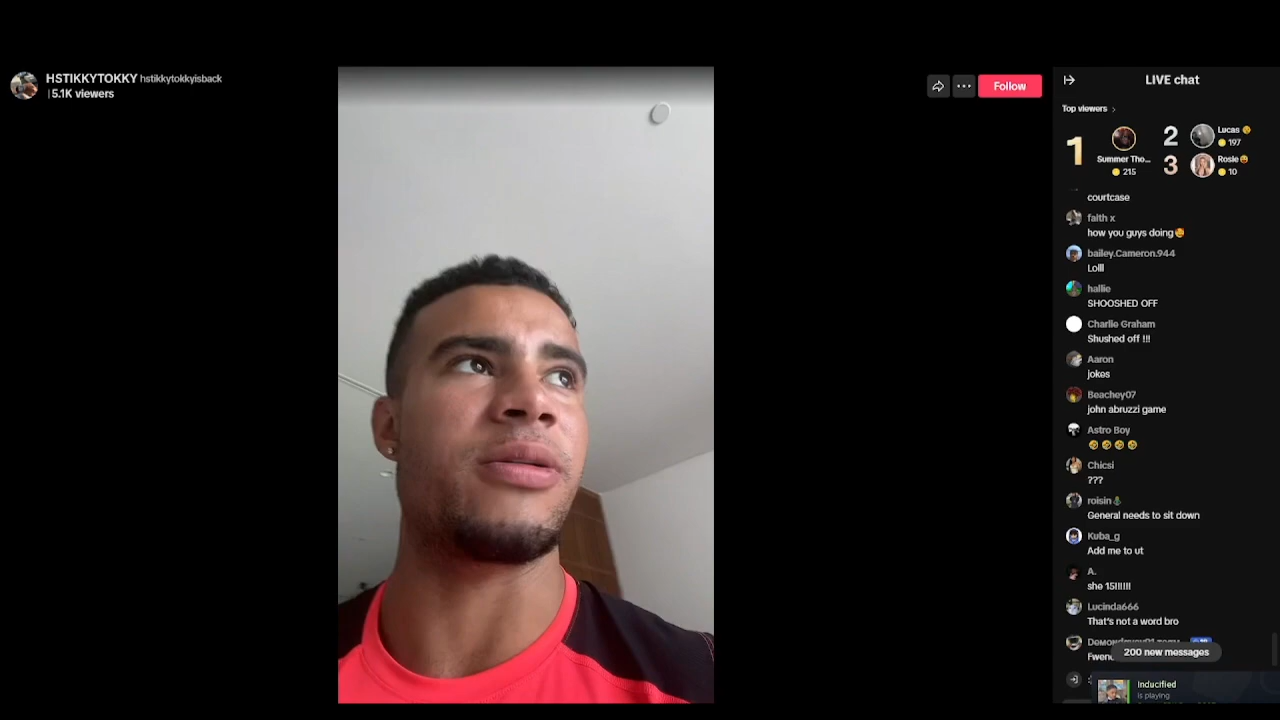 HSTIKKYTOKKY hstikkytokkyisback
5.1K viewers
Follow
LIVE chat
Top viewers
1
Summer Tho...
215
2
Lucas
197
3
Rosie
10
courtcase
faith x
how you guys doing🥰
bailey.Cameron.944
Lolll
hallie
SHOOSHED OFF
Charlie Graham
Shushed off !!!
Aaron
jokes
Beachey07
john abruzzi game
Astro Boy
🤣🤣🤣🤣
Chicsi
???
roisin
General needs to sit down
Kuba_g
Add me to ut
A.
she 15!!!!!!
Lucinda666
That's not a word bro
200 new messages
Inducified
is playing